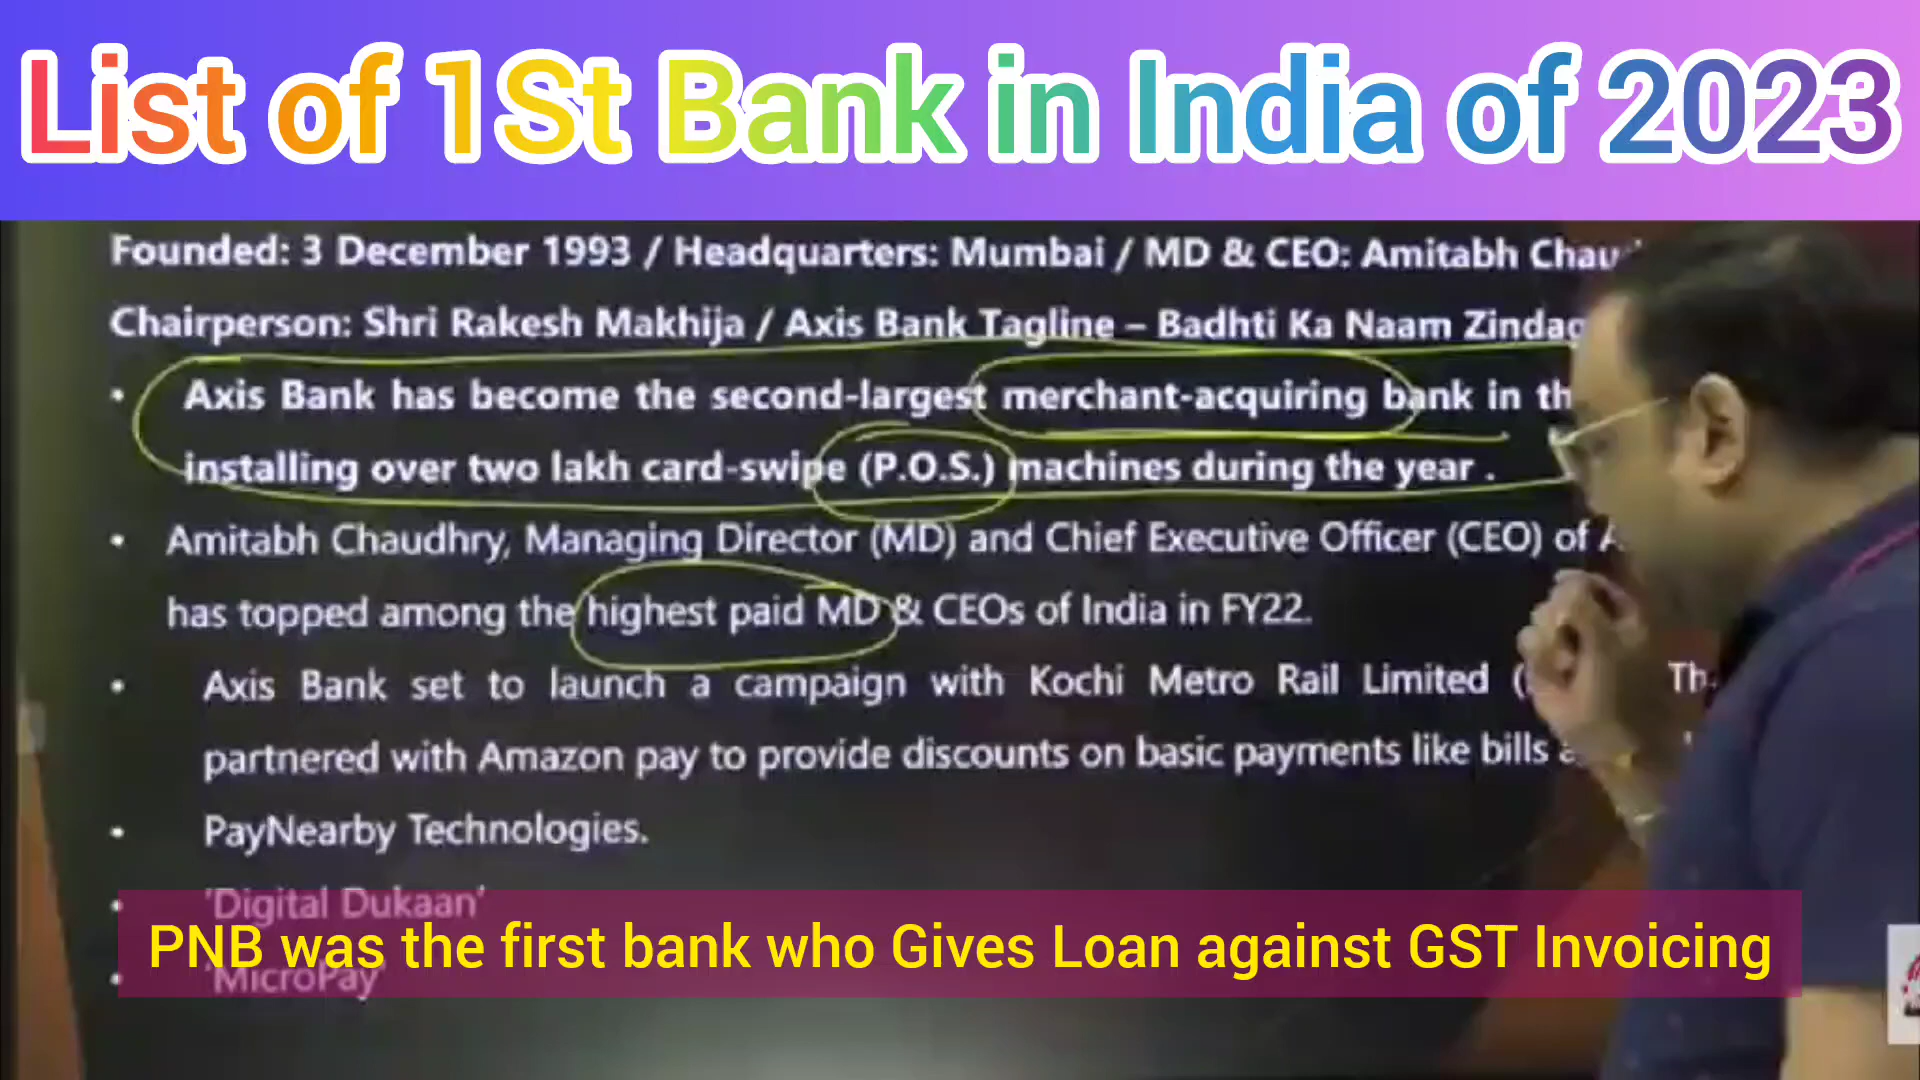 List of 1St Bank in India of 2023
Founded: 3 December 1993 / Headquarters: Mumbai / MD & CEO: Amitabh
Chairperson: Shri Rakesh Makhija / Axis Bank Tagline – Badhti Ka Naam
• Axis Bank has become the second-largest merchant-acquiring bank in
installing over two lakh card-swipe (P.O.S.) machines during the year .
• Amitabh Chaudhry, Managing Director (MD) and Chief Executive Officer (CEO) of
has topped among the highest paid MD & CEOs of India in FY22.
• Axis Bank set to launch a campaign with Kochi Metro Rail Limited
partnered with Amazon pay to provide discounts on basic payments like bills
• PayNearby Technologies.
• 'Digital Dukaan'
PNB was the first bank who Gives Loan against GST Invoicing
• 'MicroPay'